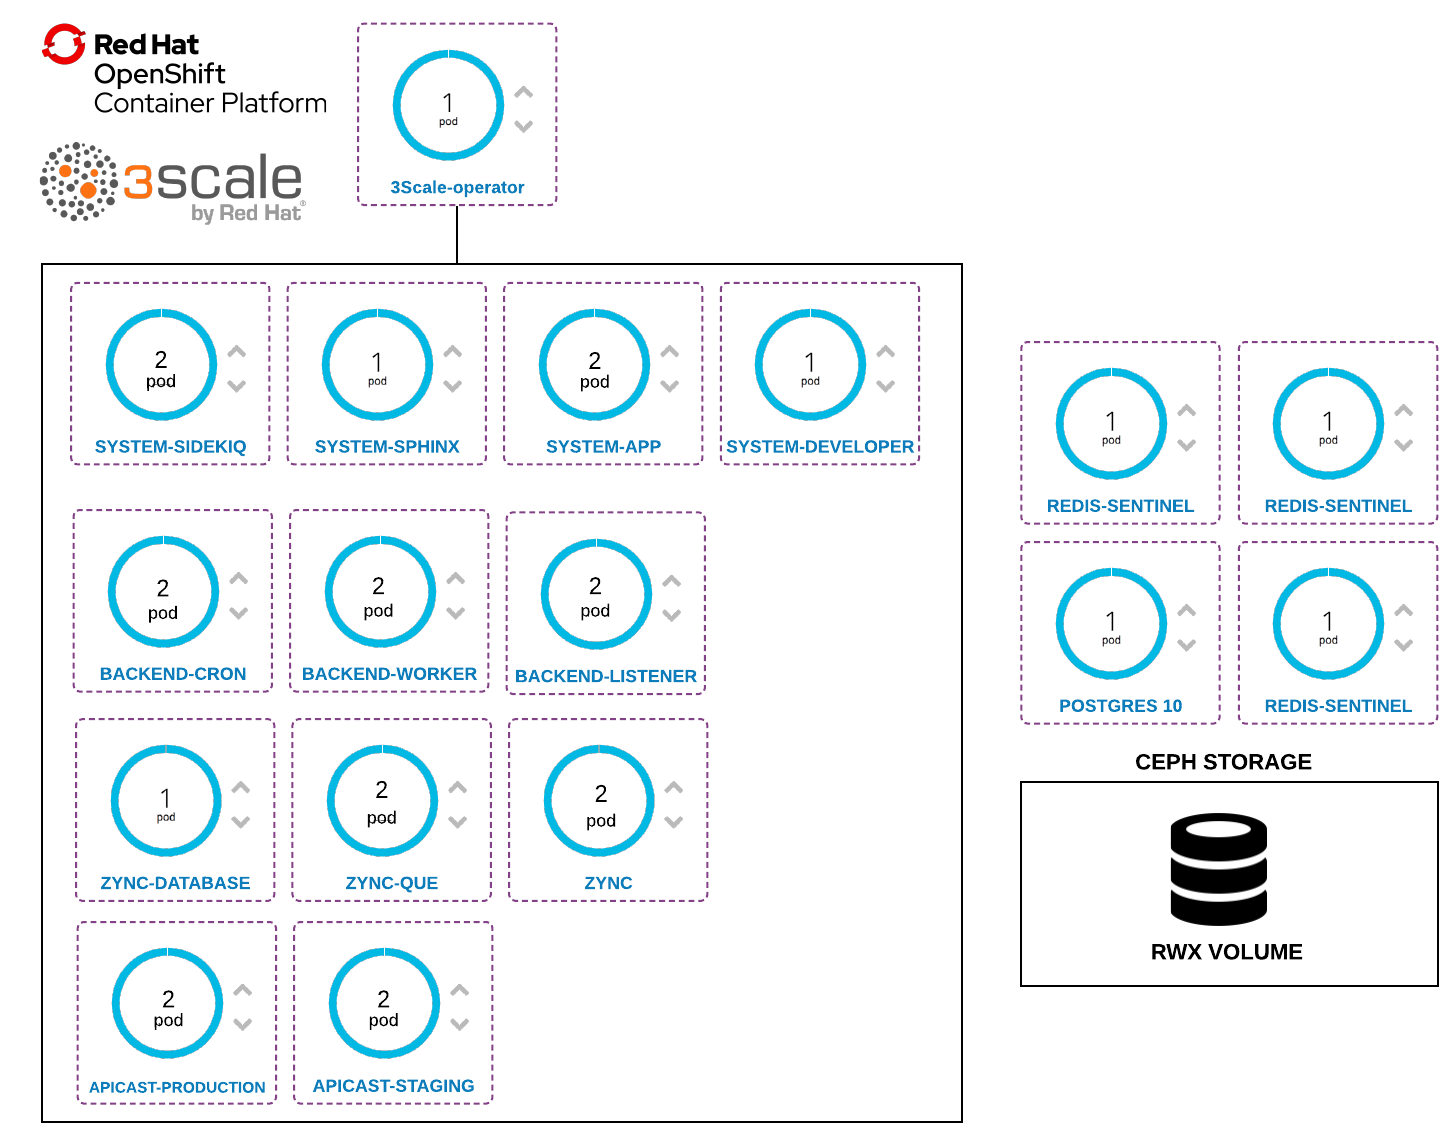 Red Hat
OpenShift
Container Platform
3scale
by Red Hat®
1
pod
3Scale-operator
2
pod
SYSTEM-SIDEKIQ
1
pod
SYSTEM-SPHINX
2
pod
SYSTEM-APP
1
pod
SYSTEM-DEVELOPER
2
pod
BACKEND-CRON
2
pod
BACKEND-WORKER
2
pod
BACKEND-LISTENER
1
pod
ZYNC-DATABASE
2
pod
ZYNC-QUE
2
pod
ZYNC
2
pod
APICAST-PRODUCTION
2
pod
APICAST-STAGING
1
pod
REDIS-SENTINEL
1
pod
REDIS-SENTINEL
1
pod
POSTGRES 10
1
pod
REDIS-SENTINEL
CEPH STORAGE
RWX VOLUME